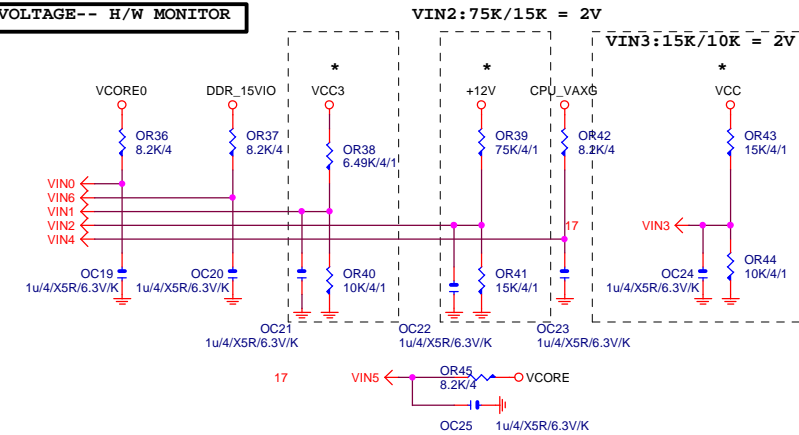 VOLTAGE-- H/W MONITOR
VIN2:75K/15K = 2V
VIN3:15K/10K = 2V
* * *
VCORE0 DDR_15VIO VCC3 +12V CPU_VAXG VCC
OR36 OR37 OR38 OR39 OR42 OR43
8.2K/4 8.2K/4 6.49K/4/1 75K/4/1 8.2K/4 15K/4/1
VIN0
VIN6
VIN1
VIN2 17 VIN3
VIN4
OC19 OC20 OR40 OR41 OC24 OR44
1u/4/X5R/6.3V/K 1u/4/X5R/6.3V/K 10K/4/1 15K/4/1 1u/4/X5R/6.3V/K 10K/4/1
OC21 OC22 OC23
1u/4/X5R/6.3V/K 1u/4/X5R/6.3V/K 1u/4/X5R/6.3V/K
17 VIN5 OR45 VCORE
8.2K/4
OC25 1u/4/X5R/6.3V/K